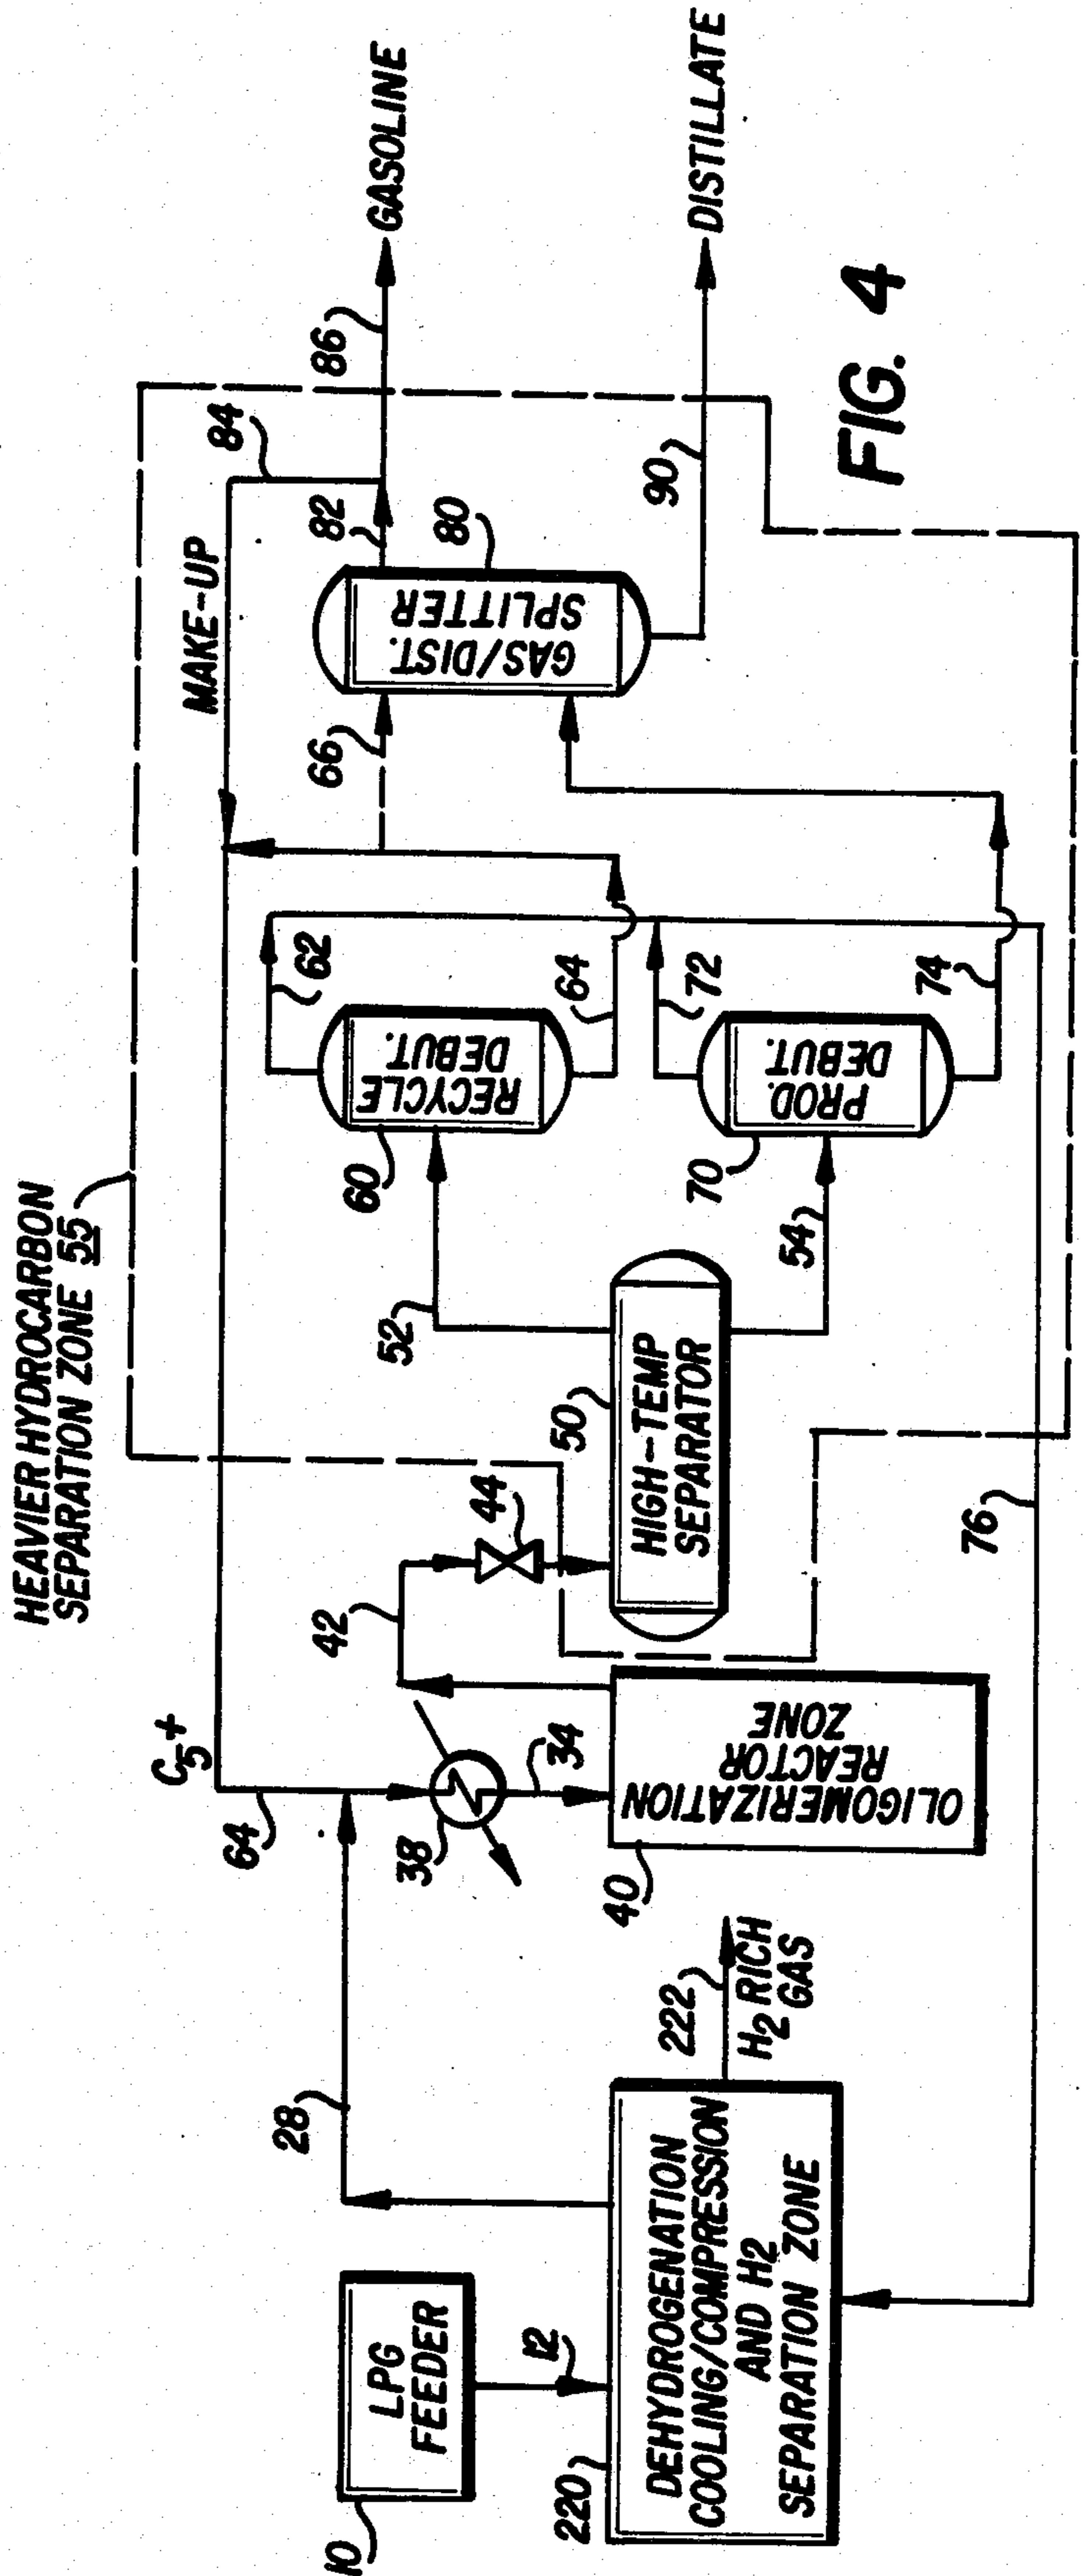 HEAVIER HYDROCARBON
SEPARATION ZONE 55
C5+
MAKE-UP
84
86
GASOLINE
64
28
38
34
42
44
52
60
62
66
82
RECYCLE
DEBUT.
GAS/DIST.
SPLITTER
80
64
10
LPG
FEEDER
12
220
DEHYDROGENATION
COOLING/COMPRESSION
AND H2
SEPARATION ZONE
222
H2 RICH
GAS
40
OLIGOMERIZATION
REACTOR
ZONE
50
HIGH-TEMP
SEPARATOR
54
70
72
PROD.
DEBUT.
74
90
DISTILLATE
76
FIG. 4